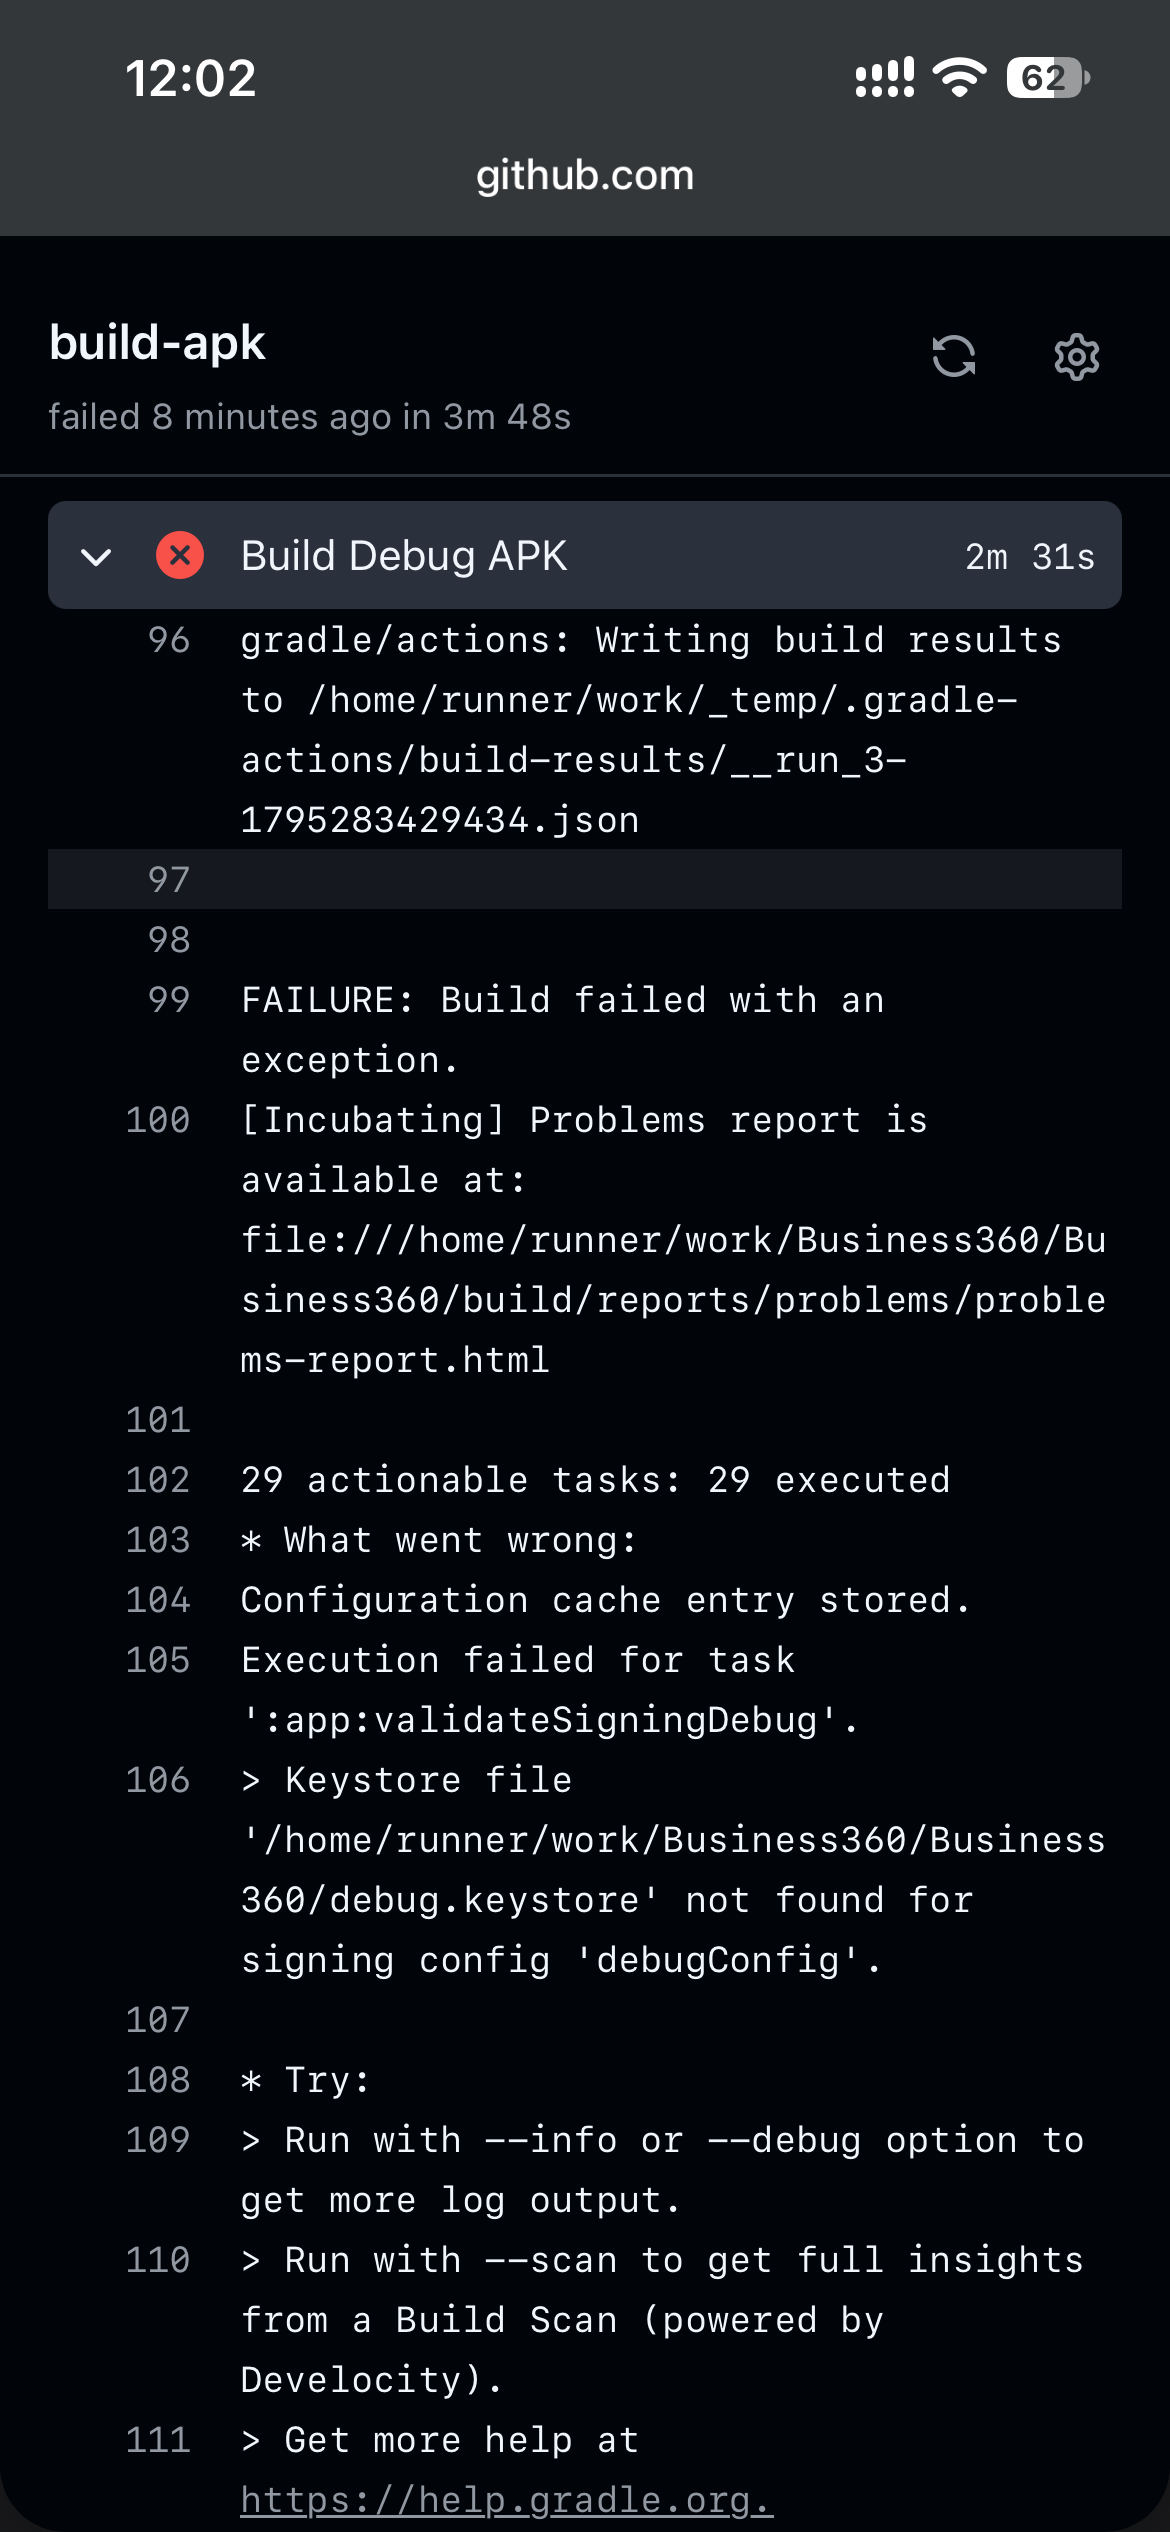 12:02
62
github.com
build-apk
failed 8 minutes ago in 3m 48s
Build Debug APK 2m 31s
96 gradle/actions: Writing build results
to /home/runner/work/_temp/.gradle-
actions/build-results/__run_3-
1795283429434.json
97
98
99 FAILURE: Build failed with an
exception.
100 [Incubating] Problems report is
available at:
file:///home/runner/work/Business360/Bu
siness360/build/reports/problems/proble
ms-report.html
101
102 29 actionable tasks: 29 executed
103 * What went wrong:
104 Configuration cache entry stored.
105 Execution failed for task
':app:validateSigningDebug'.
106 > Keystore file
'/home/runner/work/Business360/Business
360/debug.keystore' not found for
signing config 'debugConfig'.
107
108 * Try:
109 > Run with --info or --debug option to
get more log output.
110 > Run with --scan to get full insights
from a Build Scan (powered by
Develocity).
111 > Get more help at
https://help.gradle.org.